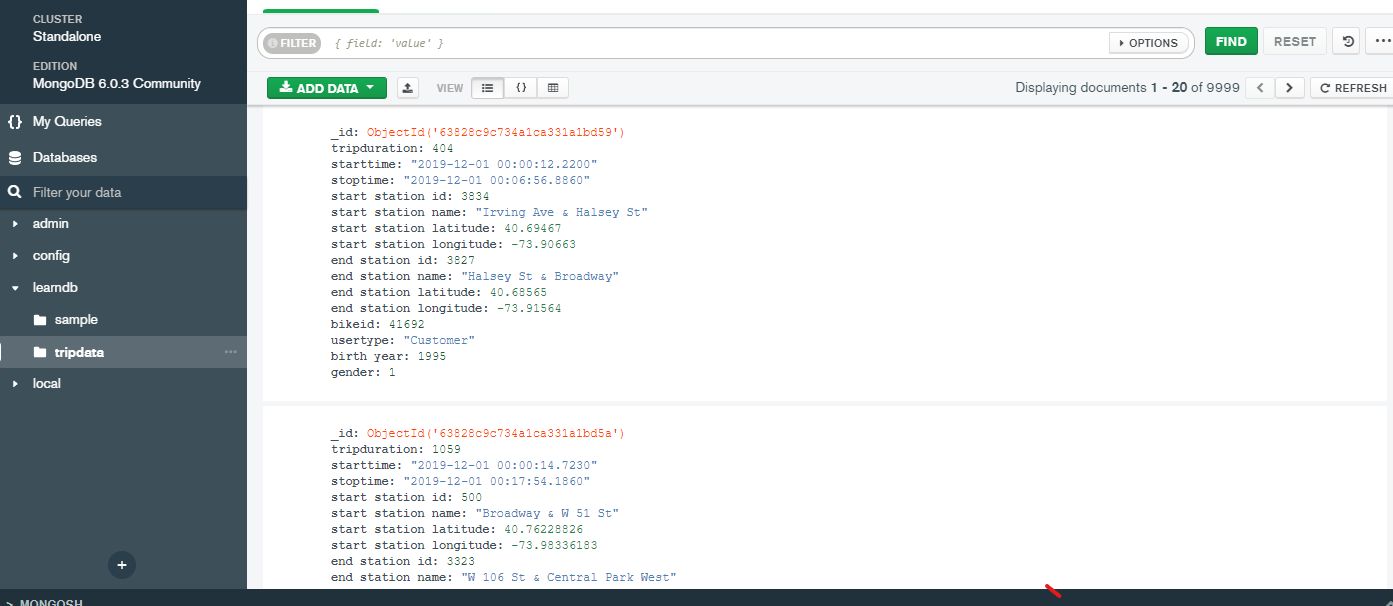 CLUSTER
Standalone
EDITION
MongoDB 6.0.3 Community
My Queries
Databases
Filter your data
admin
config
learndb
sample
tripdata
local
MONGOSH
FILTER { field: 'value' } OPTIONS FIND RESET
ADD DATA VIEW {} Displaying documents 1 - 20 of 9999 REFRESH
_id: ObjectId('63828c9c734a1ca331a1bd59')
tripduration: 404
starttime: "2019-12-01 00:00:12.2200"
stoptime: "2019-12-01 00:06:56.8860"
start station id: 3834
start station name: "Irving Ave & Halsey St"
start station latitude: 40.69467
start station longitude: -73.90663
end station id: 3827
end station name: "Halsey St & Broadway"
end station latitude: 40.68565
end station longitude: -73.91564
bikeid: 41692
usertype: "Customer"
birth year: 1995
gender: 1
_id: ObjectId('63828c9c734a1ca331a1bd5a')
tripduration: 1059
starttime: "2019-12-01 00:00:14.7230"
stoptime: "2019-12-01 00:17:54.1860"
start station id: 500
start station name: "Broadway & W 51 St"
start station latitude: 40.76228826
start station longitude: -73.98336183
end station id: 3323
end station name: "W 106 St & Central Park West"